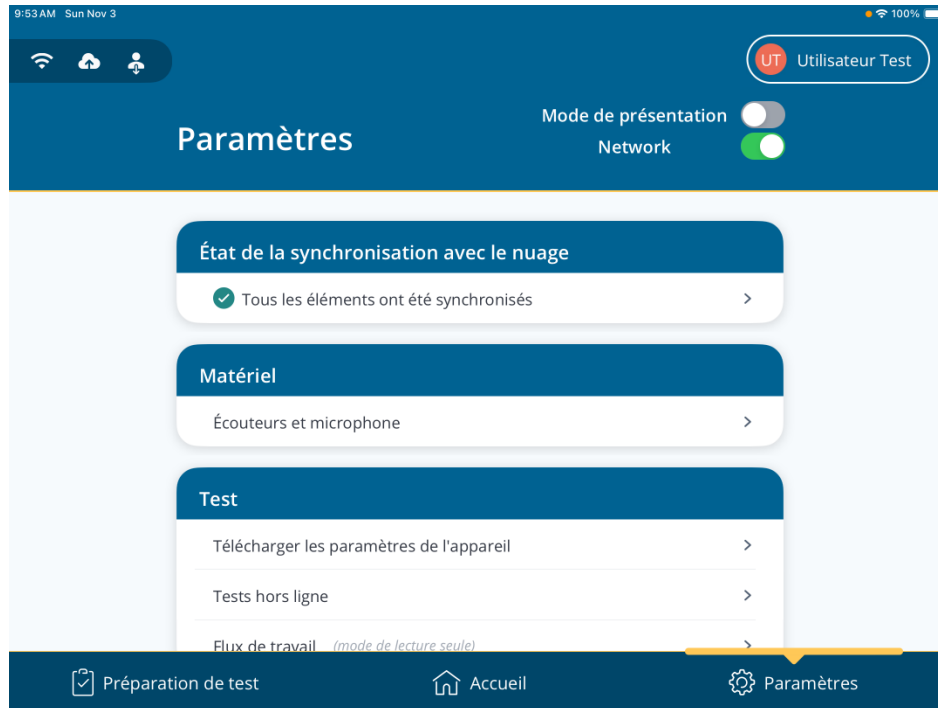 9:53 AM Sun Nov 3
100%
UT Utilisateur Test
Mode de présentation
Paramètres
Network
État de la synchronisation avec le nuage
Tous les éléments ont été synchronisés
Matériel
Écouteurs et microphone
Test
Télécharger les paramètres de l'appareil
Tests hors ligne
Flux de travail (mode de lecture seule)
Préparation de test
Accueil
Paramètres